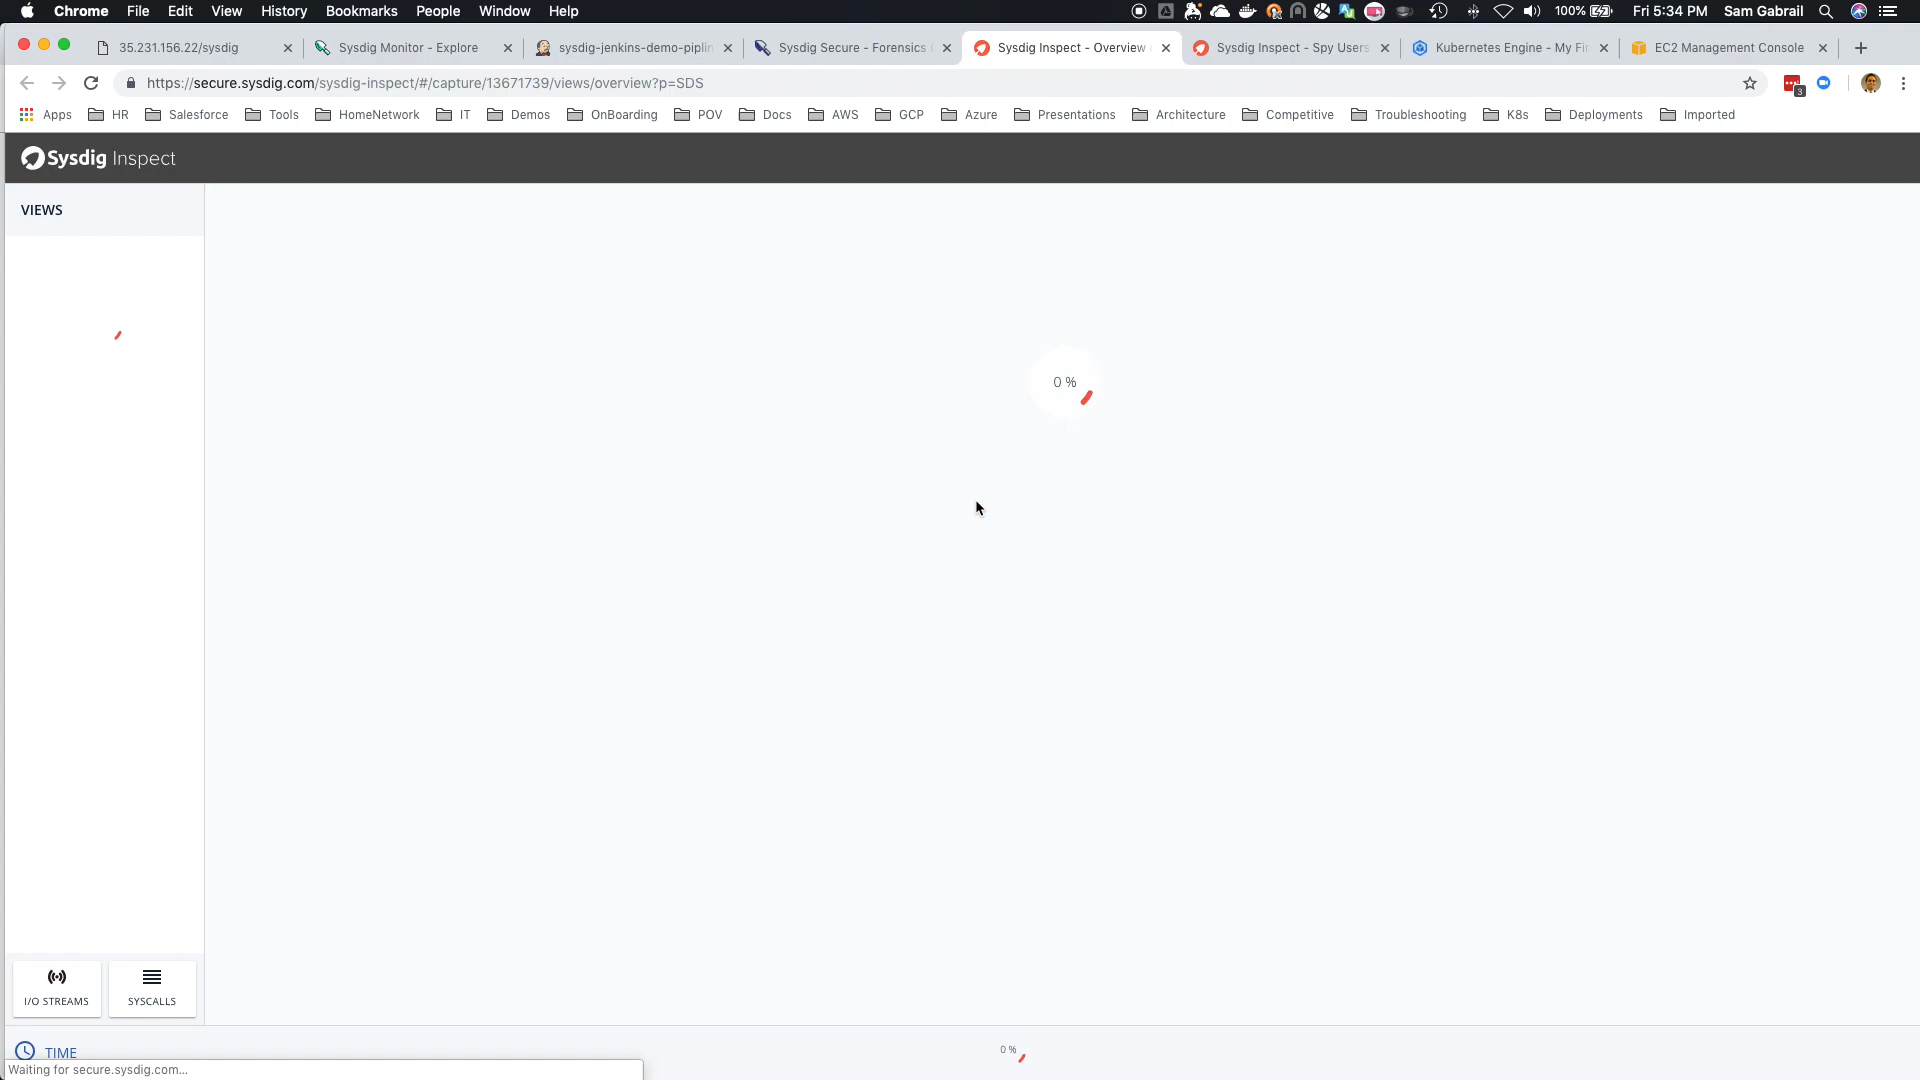 Chrome File Edit View History Bookmarks People Window Help 100% Fri 5:34 PM Sam Gabrail
35.231.156.22/sysdig Sysdig Monitor - Explore sysdig-jenkins-demo-piplin Sysdig Secure - Forensics Sysdig Inspect - Overview Sysdig Inspect - Spy Users Kubernetes Engine - My Fi EC2 Management Console
https://secure.sysdig.com/sysdig-inspect/#/capture/13671739/views/overview?p=SDS 3
Apps HR Salesforce Tools HomeNetwork IT Demos OnBoarding POV Docs AWS GCP Azure Presentations Architecture Competitive Troubleshooting K8s Deployments Imported
Sysdig Inspect
VIEWS
0 %
I/O STREAMS SYSCALLS
TIME 0 %
Waiting for secure.sysdig.com...